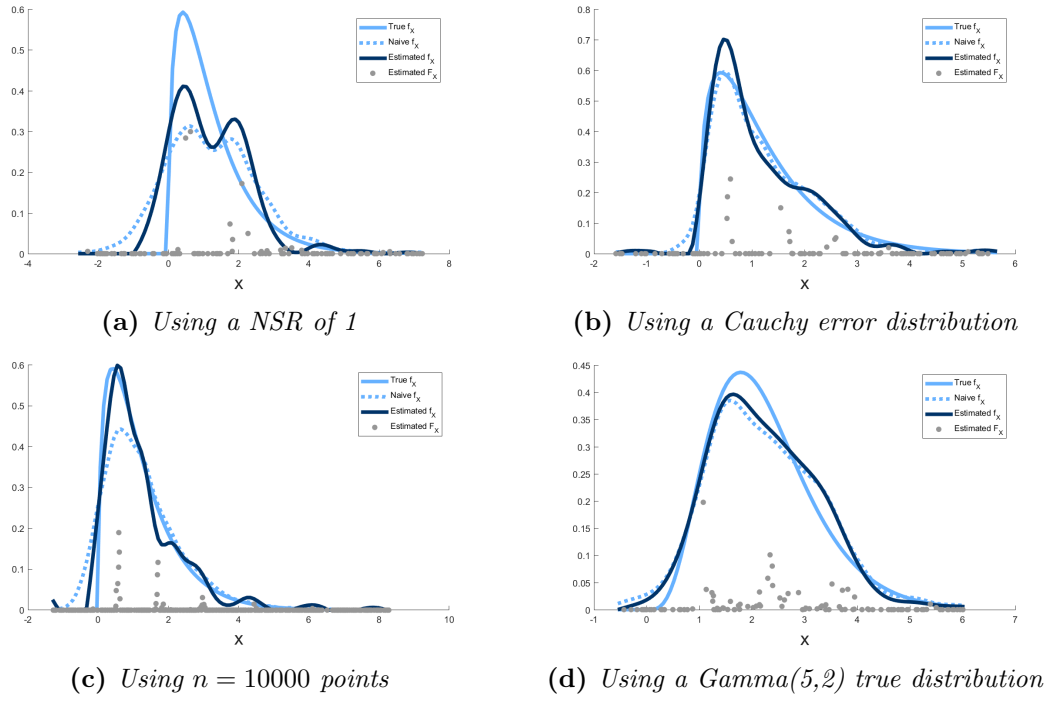 0.6
0.5
0.4
0.3
0.2
0.1
0
-4
-2
0
2
4
6
8
X
True f_X
Naive f_X
Estimated f_X
Estimated F_X
(a) Using a NSR of 1
0.8
0.7
0.6
0.5
0.4
0.3
0.2
0.1
0
-2
-1
0
1
2
3
4
5
6
X
True f_X
Naive f_X
Estimated f_X
Estimated F_X
(b) Using a Cauchy error distribution
0.6
0.5
0.4
0.3
0.2
0.1
0
-2
0
2
4
6
8
10
X
True f_X
Naive f_X
Estimated f_X
Estimated F_X
(c) Using n = 10000 points
0.45
0.4
0.35
0.3
0.25
0.2
0.15
0.1
0.05
0
-1
0
1
2
3
4
5
6
7
X
True f_X
Naive f_X
Estimated f_X
Estimated F_X
(d) Using a Gamma(5,2) true distribution